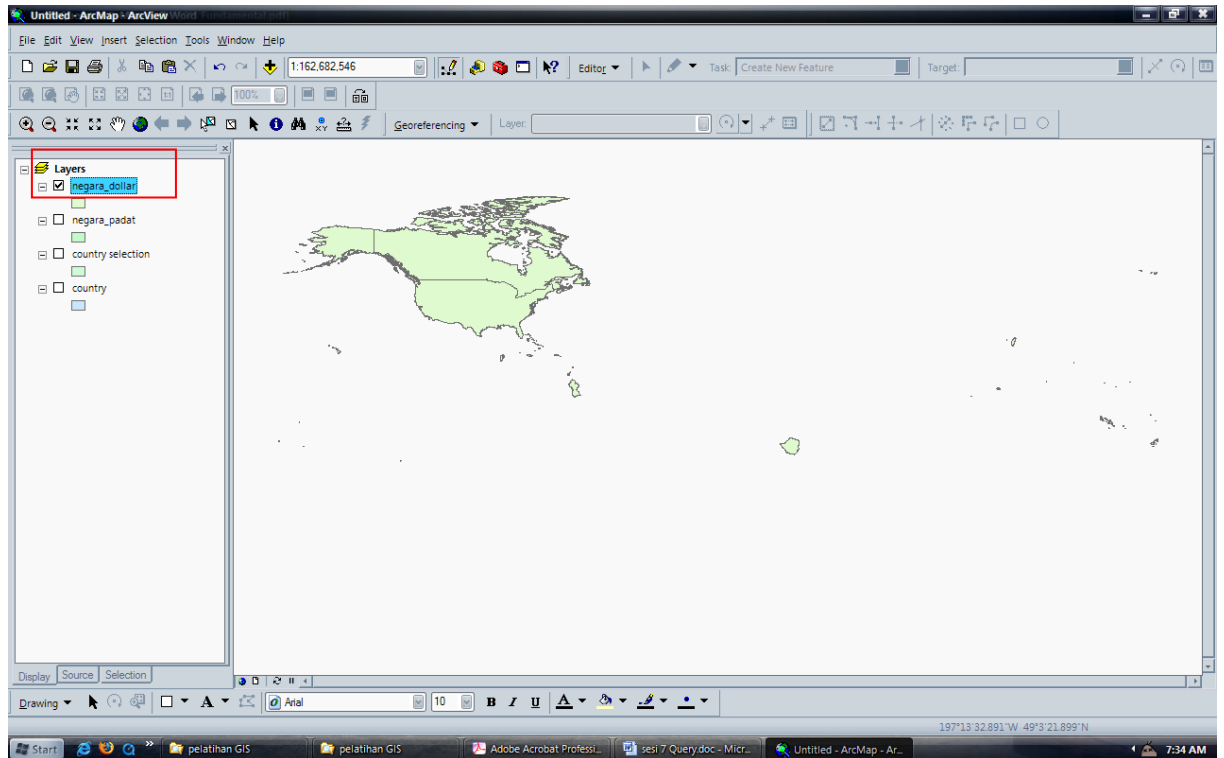 Untitled - ArcMap - ArcView
File Edit View Insert Selection Tools Window Help
1:162,682,546 Editor Task: Create New Feature Target:
100%
Georeferencing Layer:
Layers
negara_dollar
negara_padat
country selection
country
Display Source Selection
Drawing A Arial 10 B I U A
197°13'32.891"W 49°3'21.899"N
Start pelatihan GIS pelatihan GIS Adobe Acrobat Professi... sesi 7 Query.doc - Micr... Untitled - ArcMap - Ar... 7:34 AM